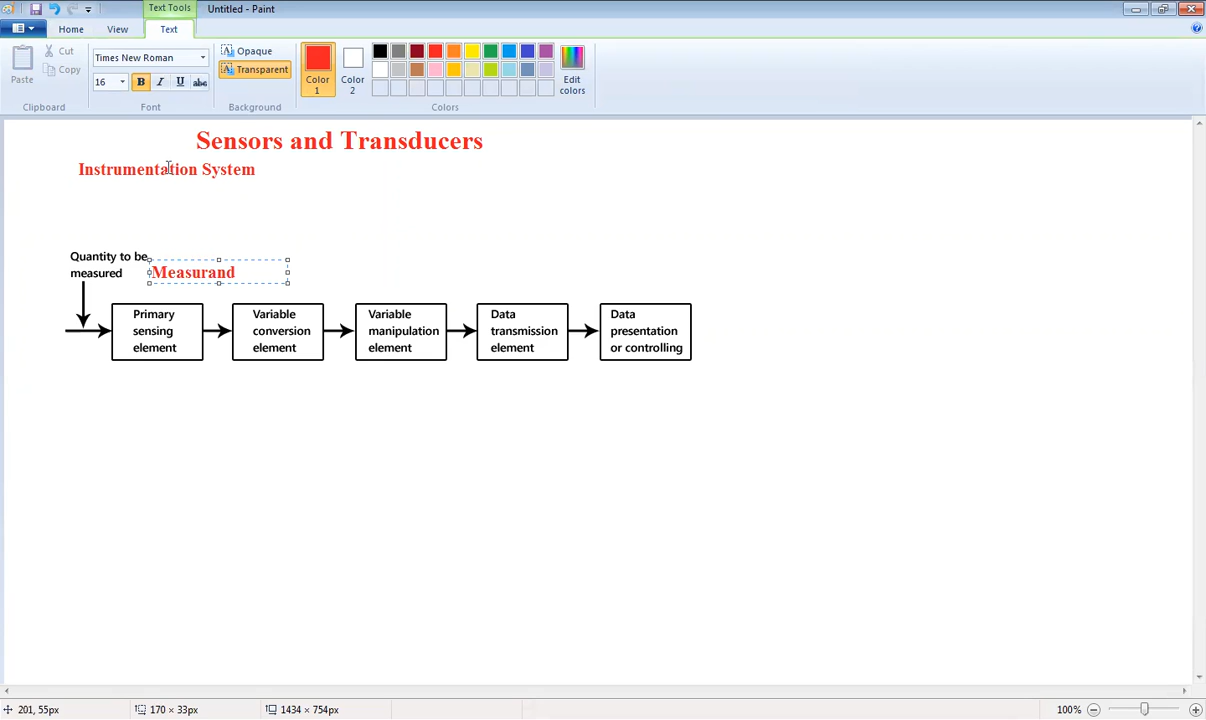 Text Tools
Untitled - Paint
Home
View
Text
Paste
Cut
Copy
Clipboard
Times New Roman
16
B I U abc
Font
Opaque
Transparent
Background
Color 1
Color 2
Edit colors
Colors
Sensors and Transducers
Instrumentation System
Quantity to be
measured
Measurand
Primary
sensing
element
Variable
conversion
element
Variable
manipulation
element
Data
transmission
element
Data
presentation
or controlling
201, 55px
170 × 33px
1434 × 754px
100%